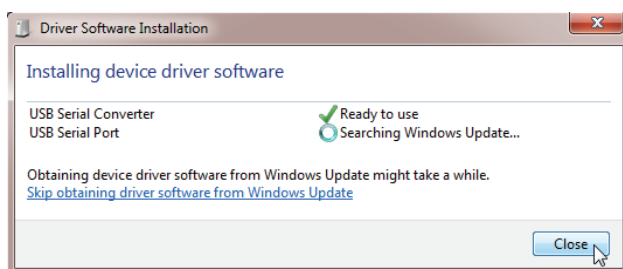 Driver Software Installation
Installing device driver software
USB Serial Converter Ready to use
USB Serial Port Searching Windows Update...
Obtaining device driver software from Windows Update might take a while.
Skip obtaining driver software from Windows Update
Close